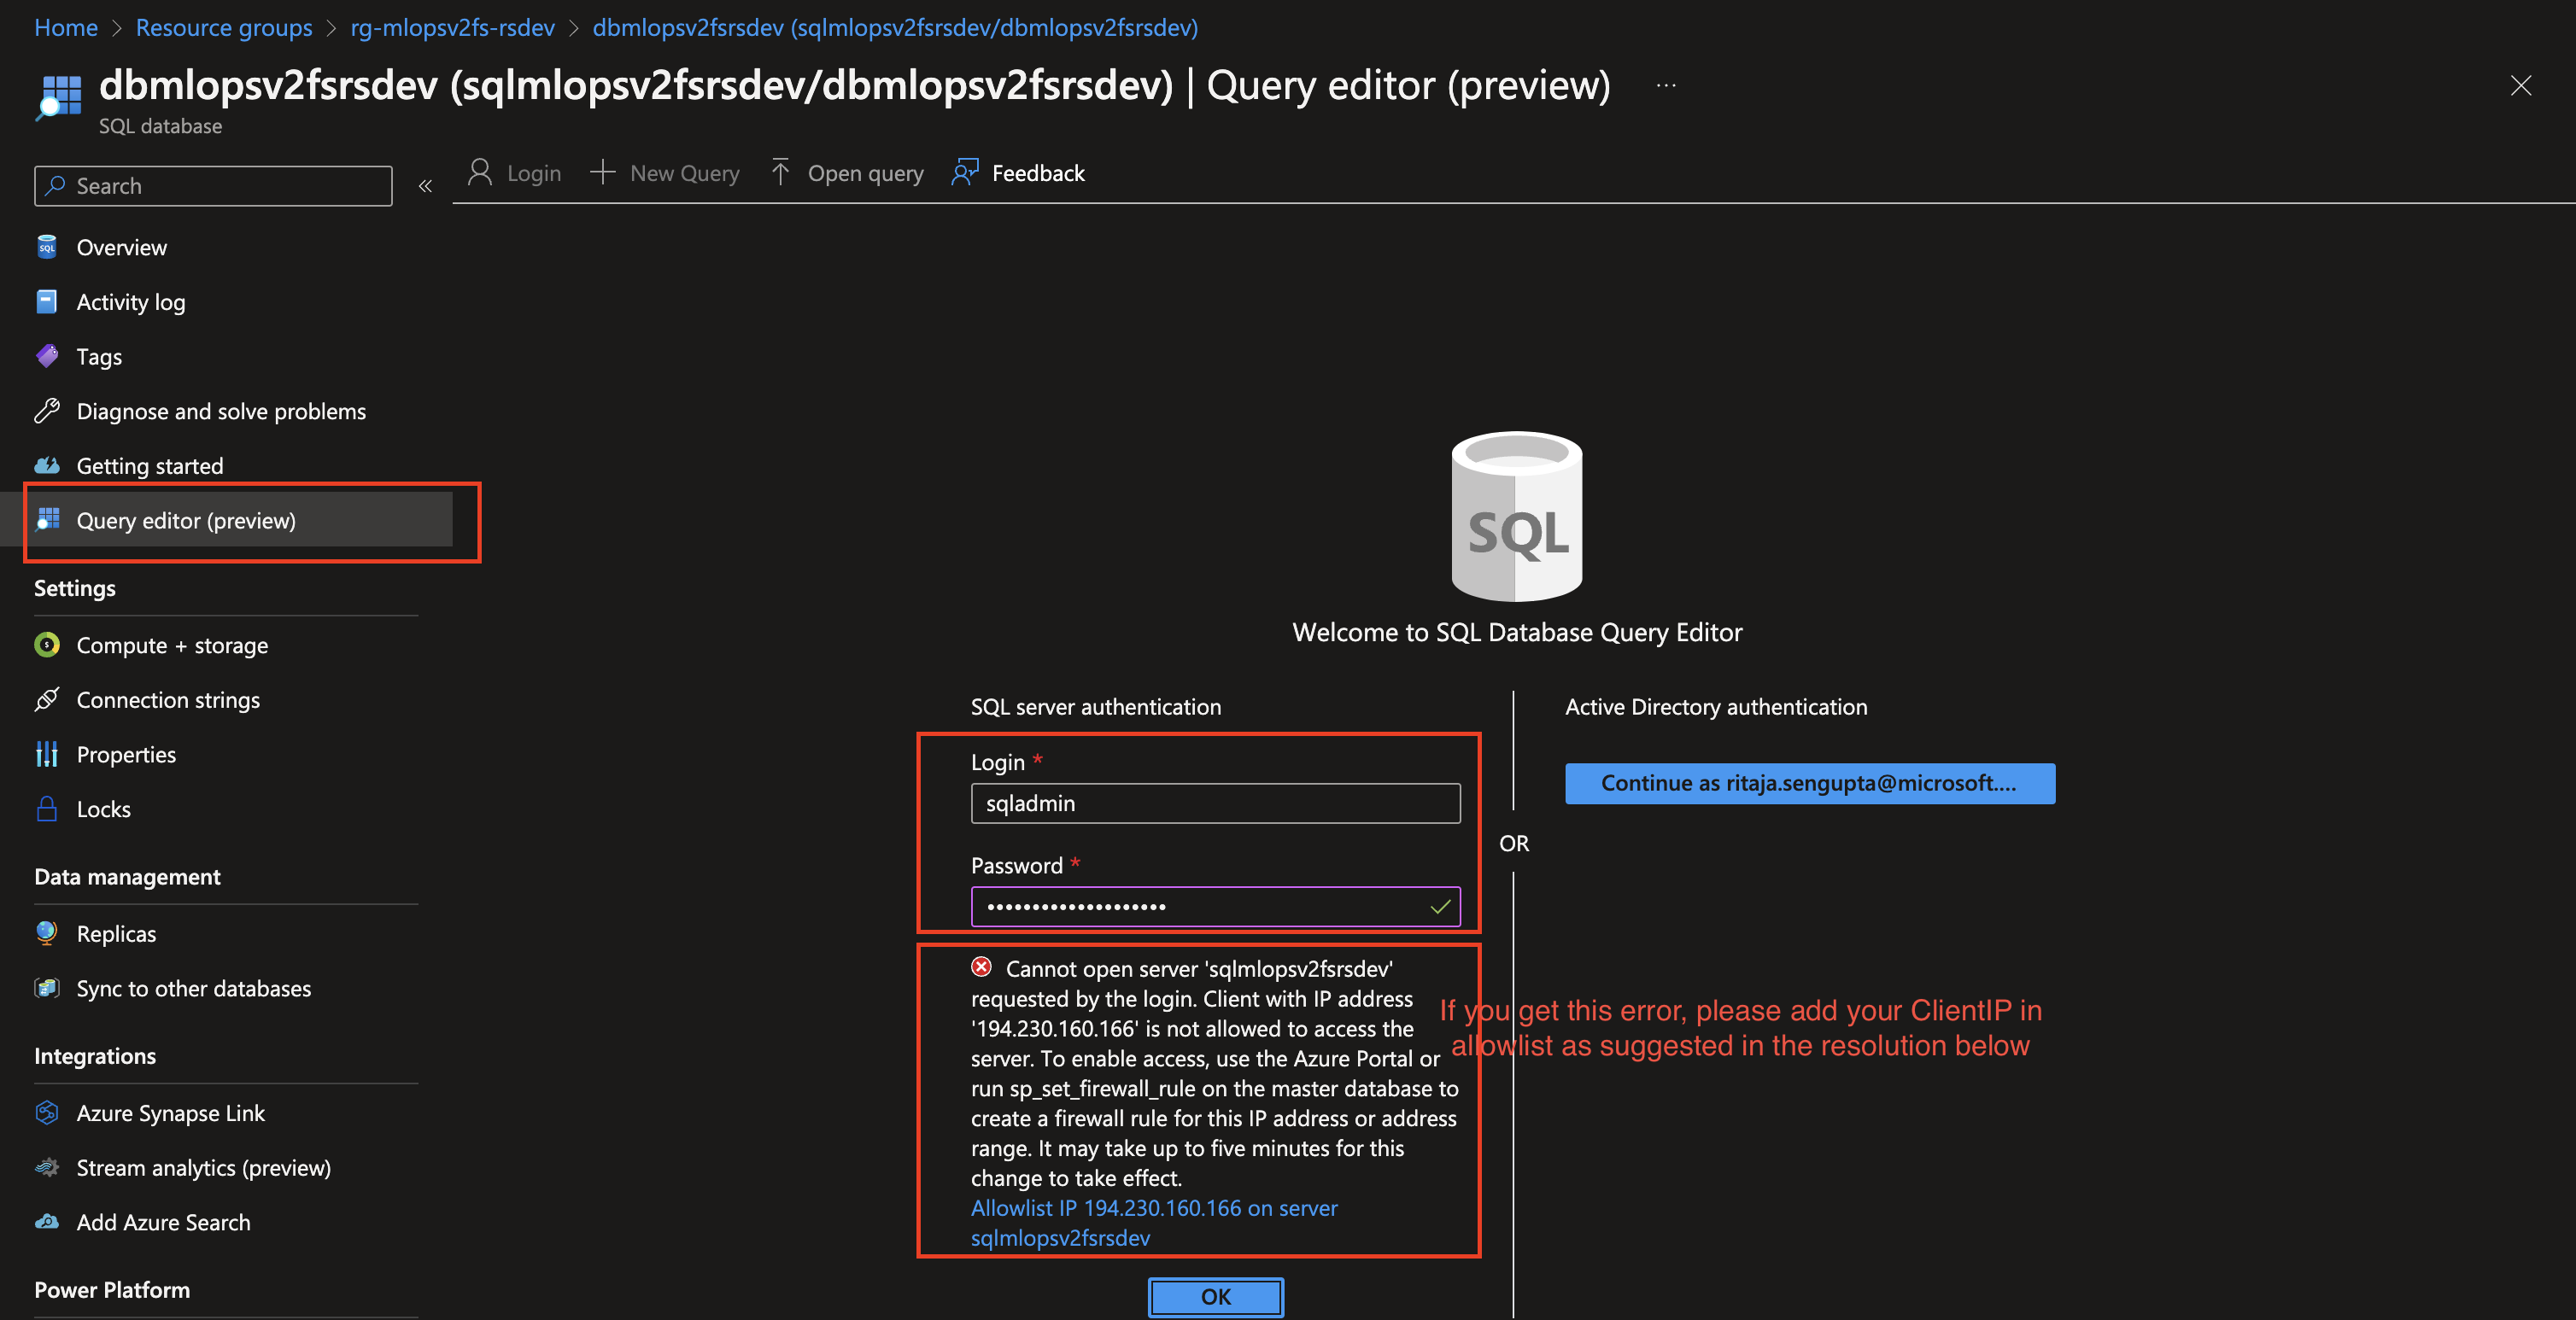 Home > Resource groups > rg-mlopsv2fs-rsdev > dbmlopsv2fsrsdev (sqlmlopsv2fsrsdev/dbmlopsv2fsrsdev)
dbmlopsv2fsrsdev (sqlmlopsv2fsrsdev/dbmlopsv2fsrsdev) | Query editor (preview) ...
SQL database
Search «
Login New Query Open query Feedback
Overview
Activity log
Tags
Diagnose and solve problems
Getting started
Query editor (preview)
Settings
Compute + storage
Connection strings
Properties
Locks
Data management
Replicas
Sync to other databases
Integrations
Azure Synapse Link
Stream analytics (preview)
Add Azure Search
Power Platform
SQL
Welcome to SQL Database Query Editor
SQL server authentication
Login *
sqladmin
Password *
••••••••••••••••••••
Cannot open server 'sqlmlopsv2fsrsdev'
requested by the login. Client with IP address
'194.230.160.166' is not allowed to access the
server. To enable access, use the Azure Portal or
run sp_set_firewall_rule on the master database to
create a firewall rule for this IP address or address
range. It may take up to five minutes for this
change to take effect.
Allowlist IP 194.230.160.166 on server
sqlmlopsv2fsrsdev
OK
OR
Active Directory authentication
Continue as ritaja.sengupta@microsoft....
If you get this error, please add your ClientIP in
allowlist as suggested in the resolution below